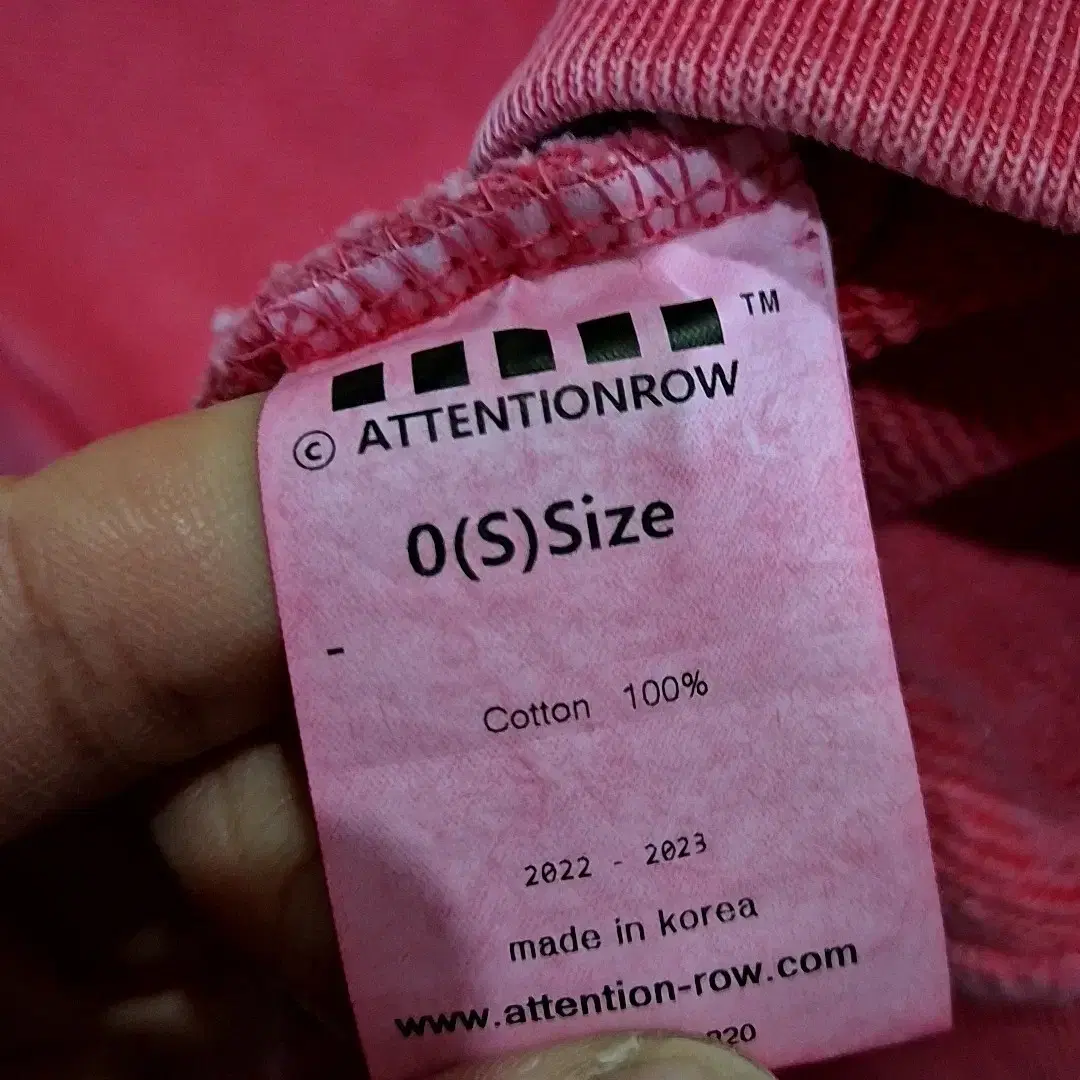 TM
© ATTENTIONROW
0(S)Size
-
Cotton 100%
2022 - 2023
made in korea
www.attention-row.com